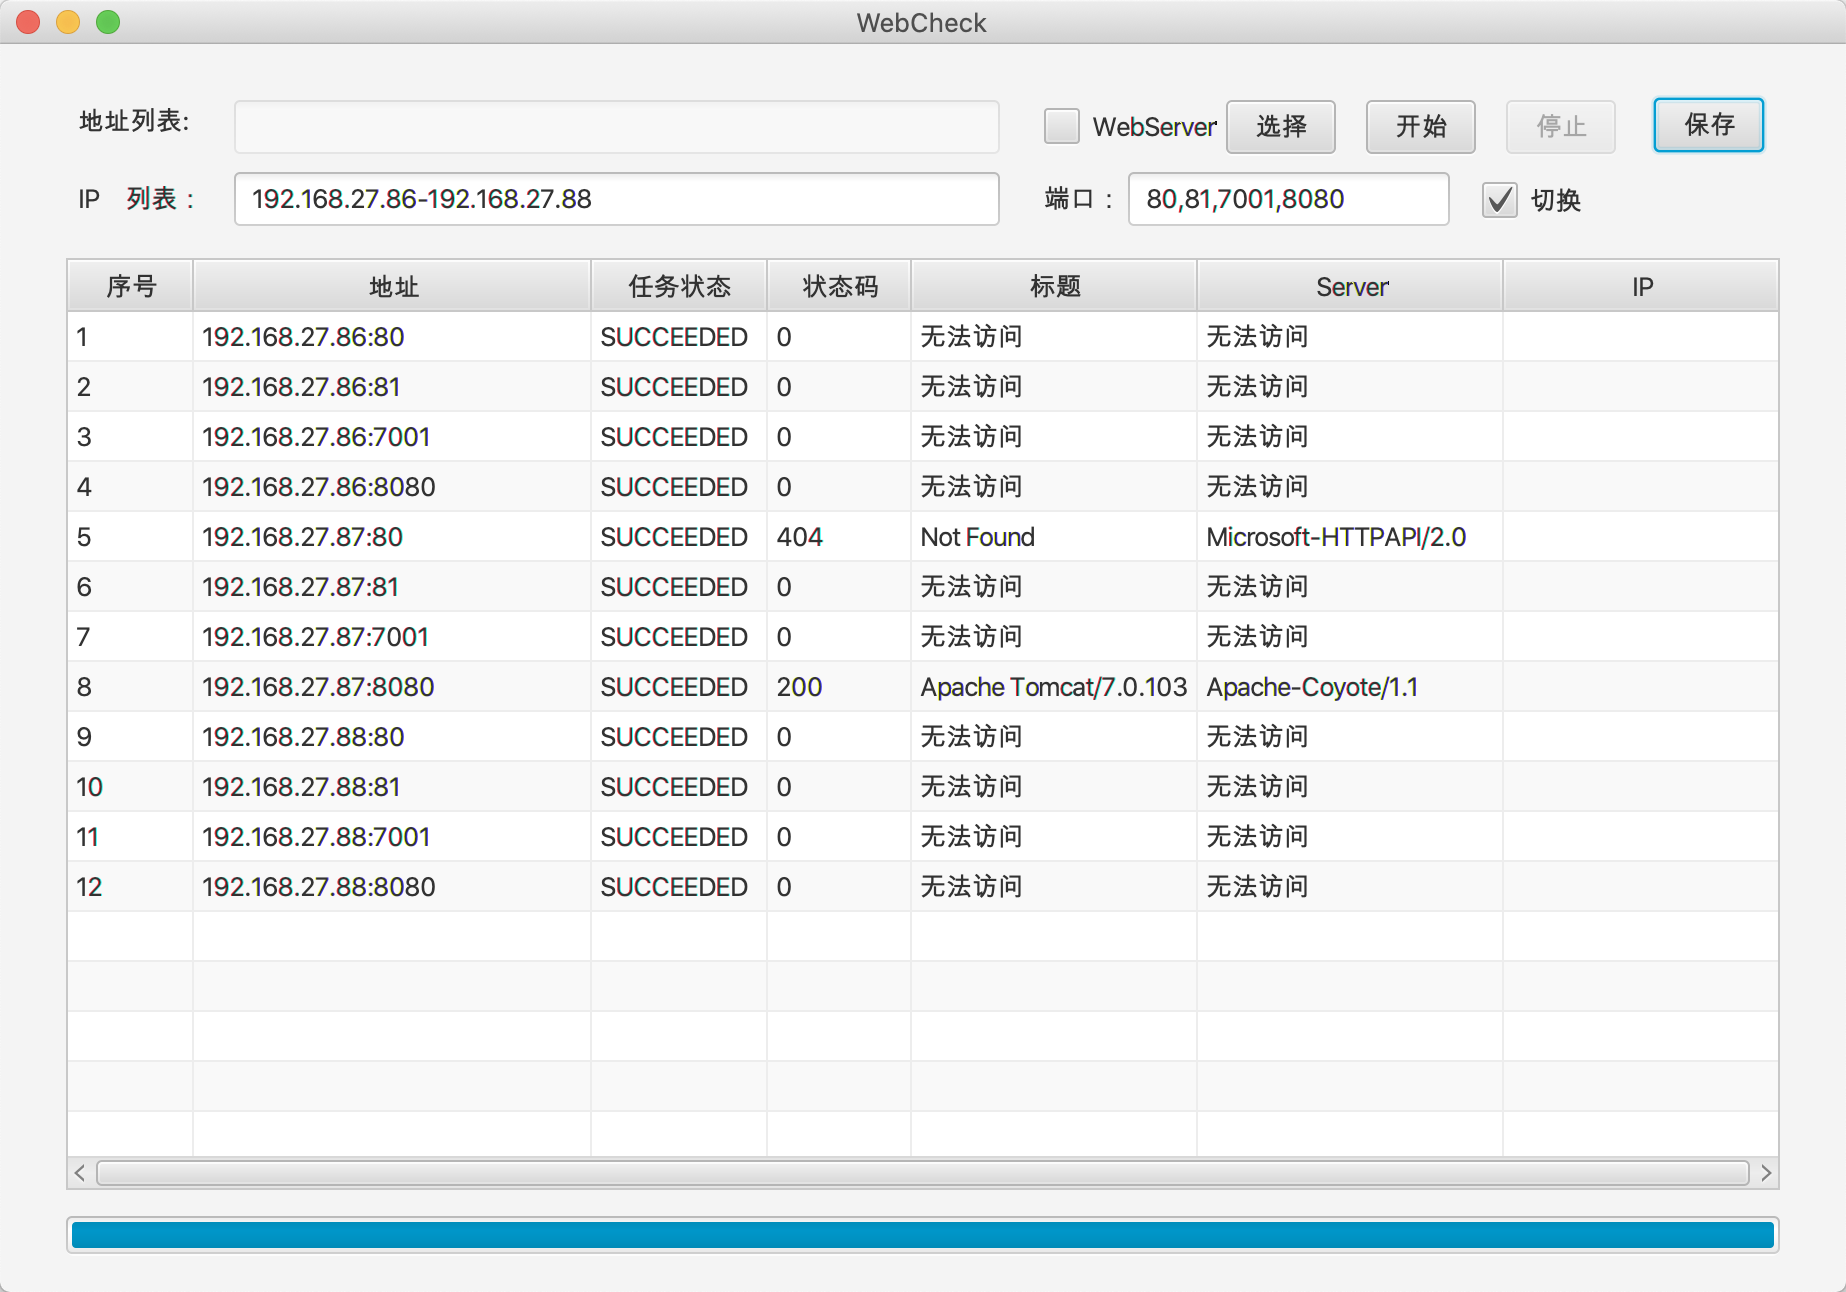 WebCheck
地址列表: WebServer 选择 开始 停止 保存
IP 列表： 192.168.27.86-192.168.27.88 端口： 80,81,7001,8080 切换
序号 地址 任务状态 状态码 标题 Server IP
1 192.168.27.86:80 SUCCEEDED 0 无法访问 无法访问
2 192.168.27.86:81 SUCCEEDED 0 无法访问 无法访问
3 192.168.27.86:7001 SUCCEEDED 0 无法访问 无法访问
4 192.168.27.86:8080 SUCCEEDED 0 无法访问 无法访问
5 192.168.27.87:80 SUCCEEDED 404 Not Found Microsoft-HTTPAPI/2.0
6 192.168.27.87:81 SUCCEEDED 0 无法访问 无法访问
7 192.168.27.87:7001 SUCCEEDED 0 无法访问 无法访问
8 192.168.27.87:8080 SUCCEEDED 200 Apache Tomcat/7.0.103 Apache-Coyote/1.1
9 192.168.27.88:80 SUCCEEDED 0 无法访问 无法访问
10 192.168.27.88:81 SUCCEEDED 0 无法访问 无法访问
11 192.168.27.88:7001 SUCCEEDED 0 无法访问 无法访问
12 192.168.27.88:8080 SUCCEEDED 0 无法访问 无法访问